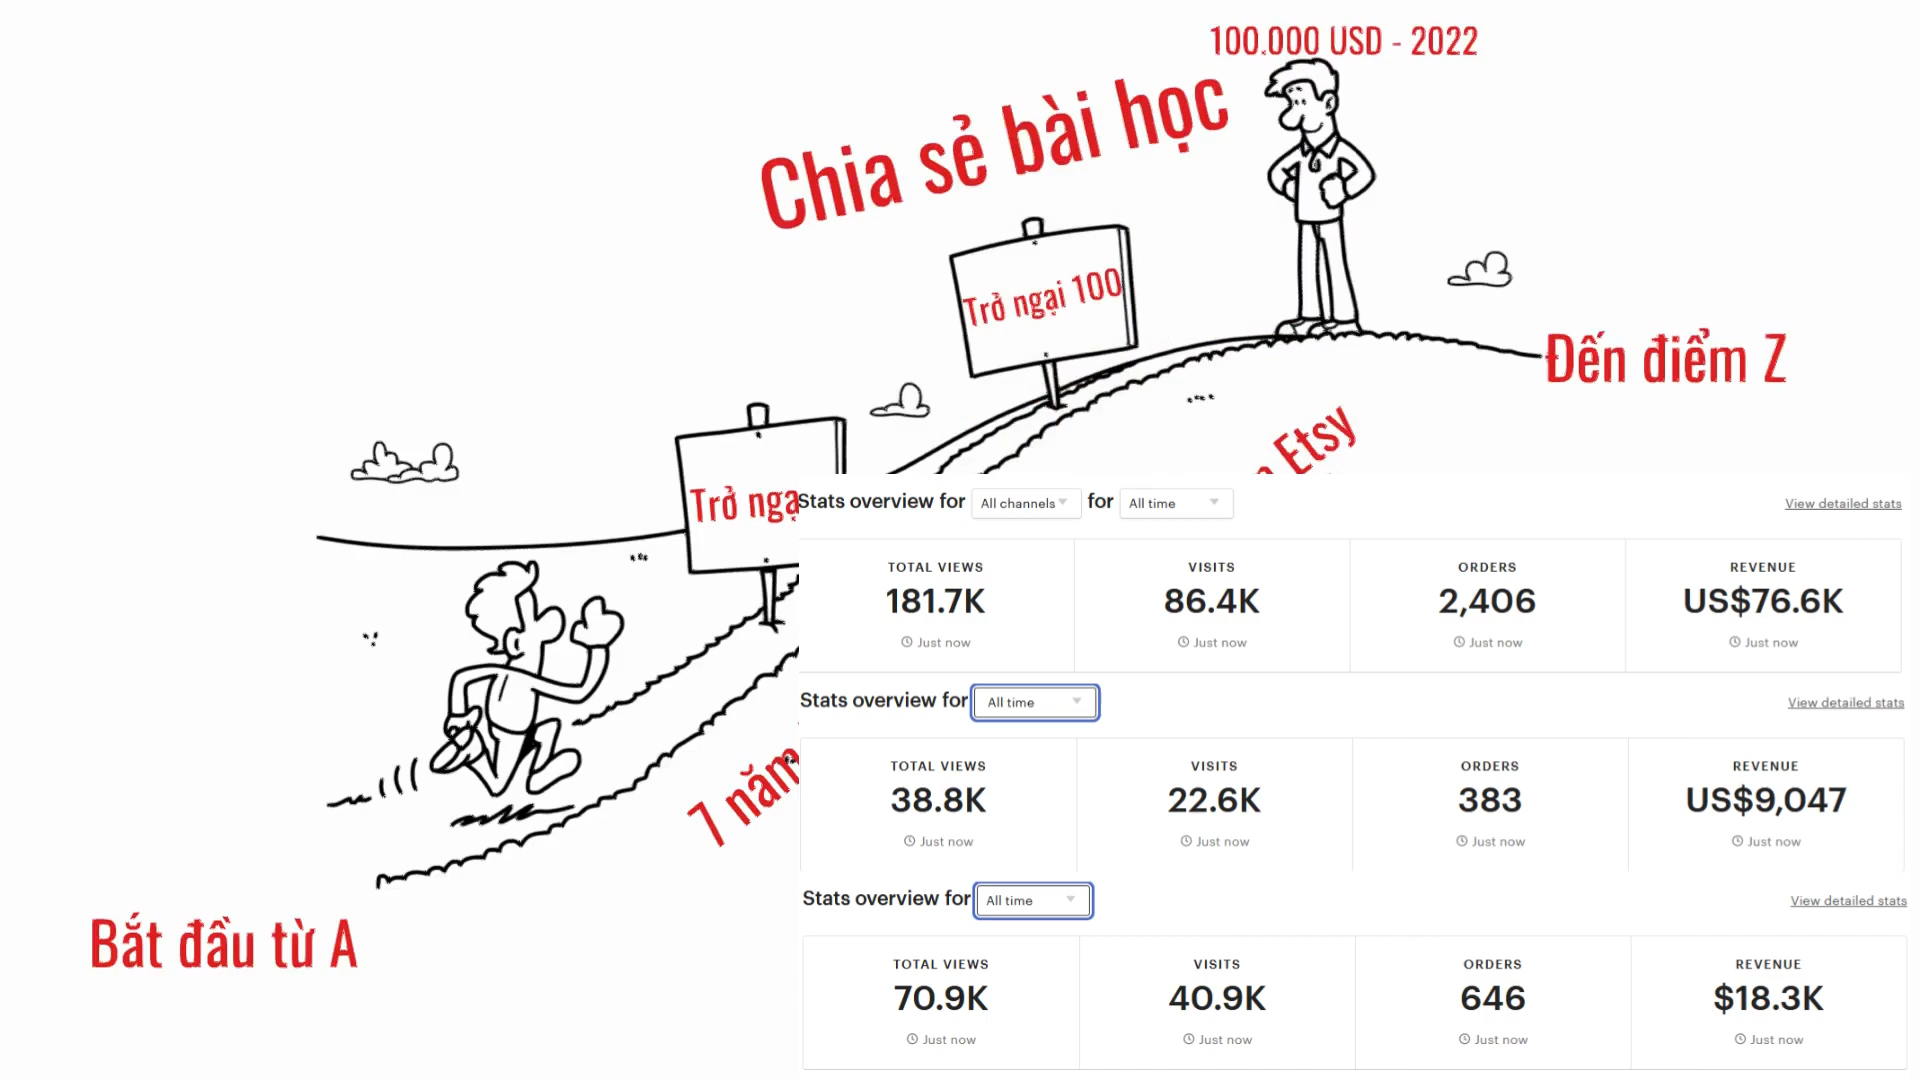 100.000 USD - 2022
Chia sẻ bài học
Trở ngại 100
Đến điểm Z
Etsy
Trở
7 năm
Bắt đầu từ A
Stats overview for All channels for All time
View detailed stats
TOTAL VIEWS VISITS ORDERS REVENUE
181.7K 86.4K 2,406 US$76.6K
Just now Just now Just now Just now
Stats overview for All time
View detailed stats
TOTAL VIEWS VISITS ORDERS REVENUE
38.8K 22.6K 383 US$9,047
Just now Just now Just now Just now
Stats overview for All time
View detailed stats
TOTAL VIEWS VISITS ORDERS REVENUE
70.9K 40.9K 646 $18.3K
Just now Just now Just now Just now